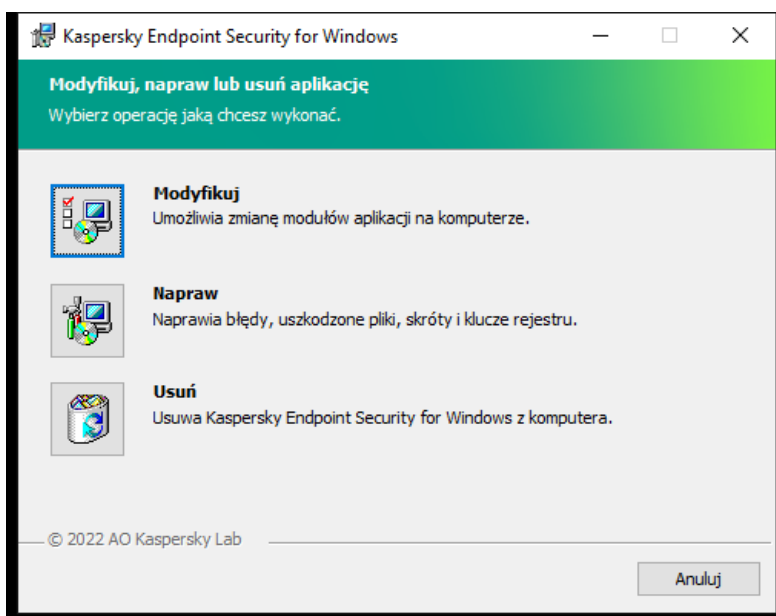 Kaspersky Endpoint Security for Windows
Modyfikuj, napraw lub usuń aplikację
Wybierz operację jaką chcesz wykonać.
Modyfikuj
Umożliwia zmianę modułów aplikacji na komputerze.
Napraw
Naprawia błędy, uszkodzone pliki, skróty i klucze rejestru.
Usuń
Usuwa Kaspersky Endpoint Security for Windows z komputera.
© 2022 AO Kaspersky Lab
Anuluj